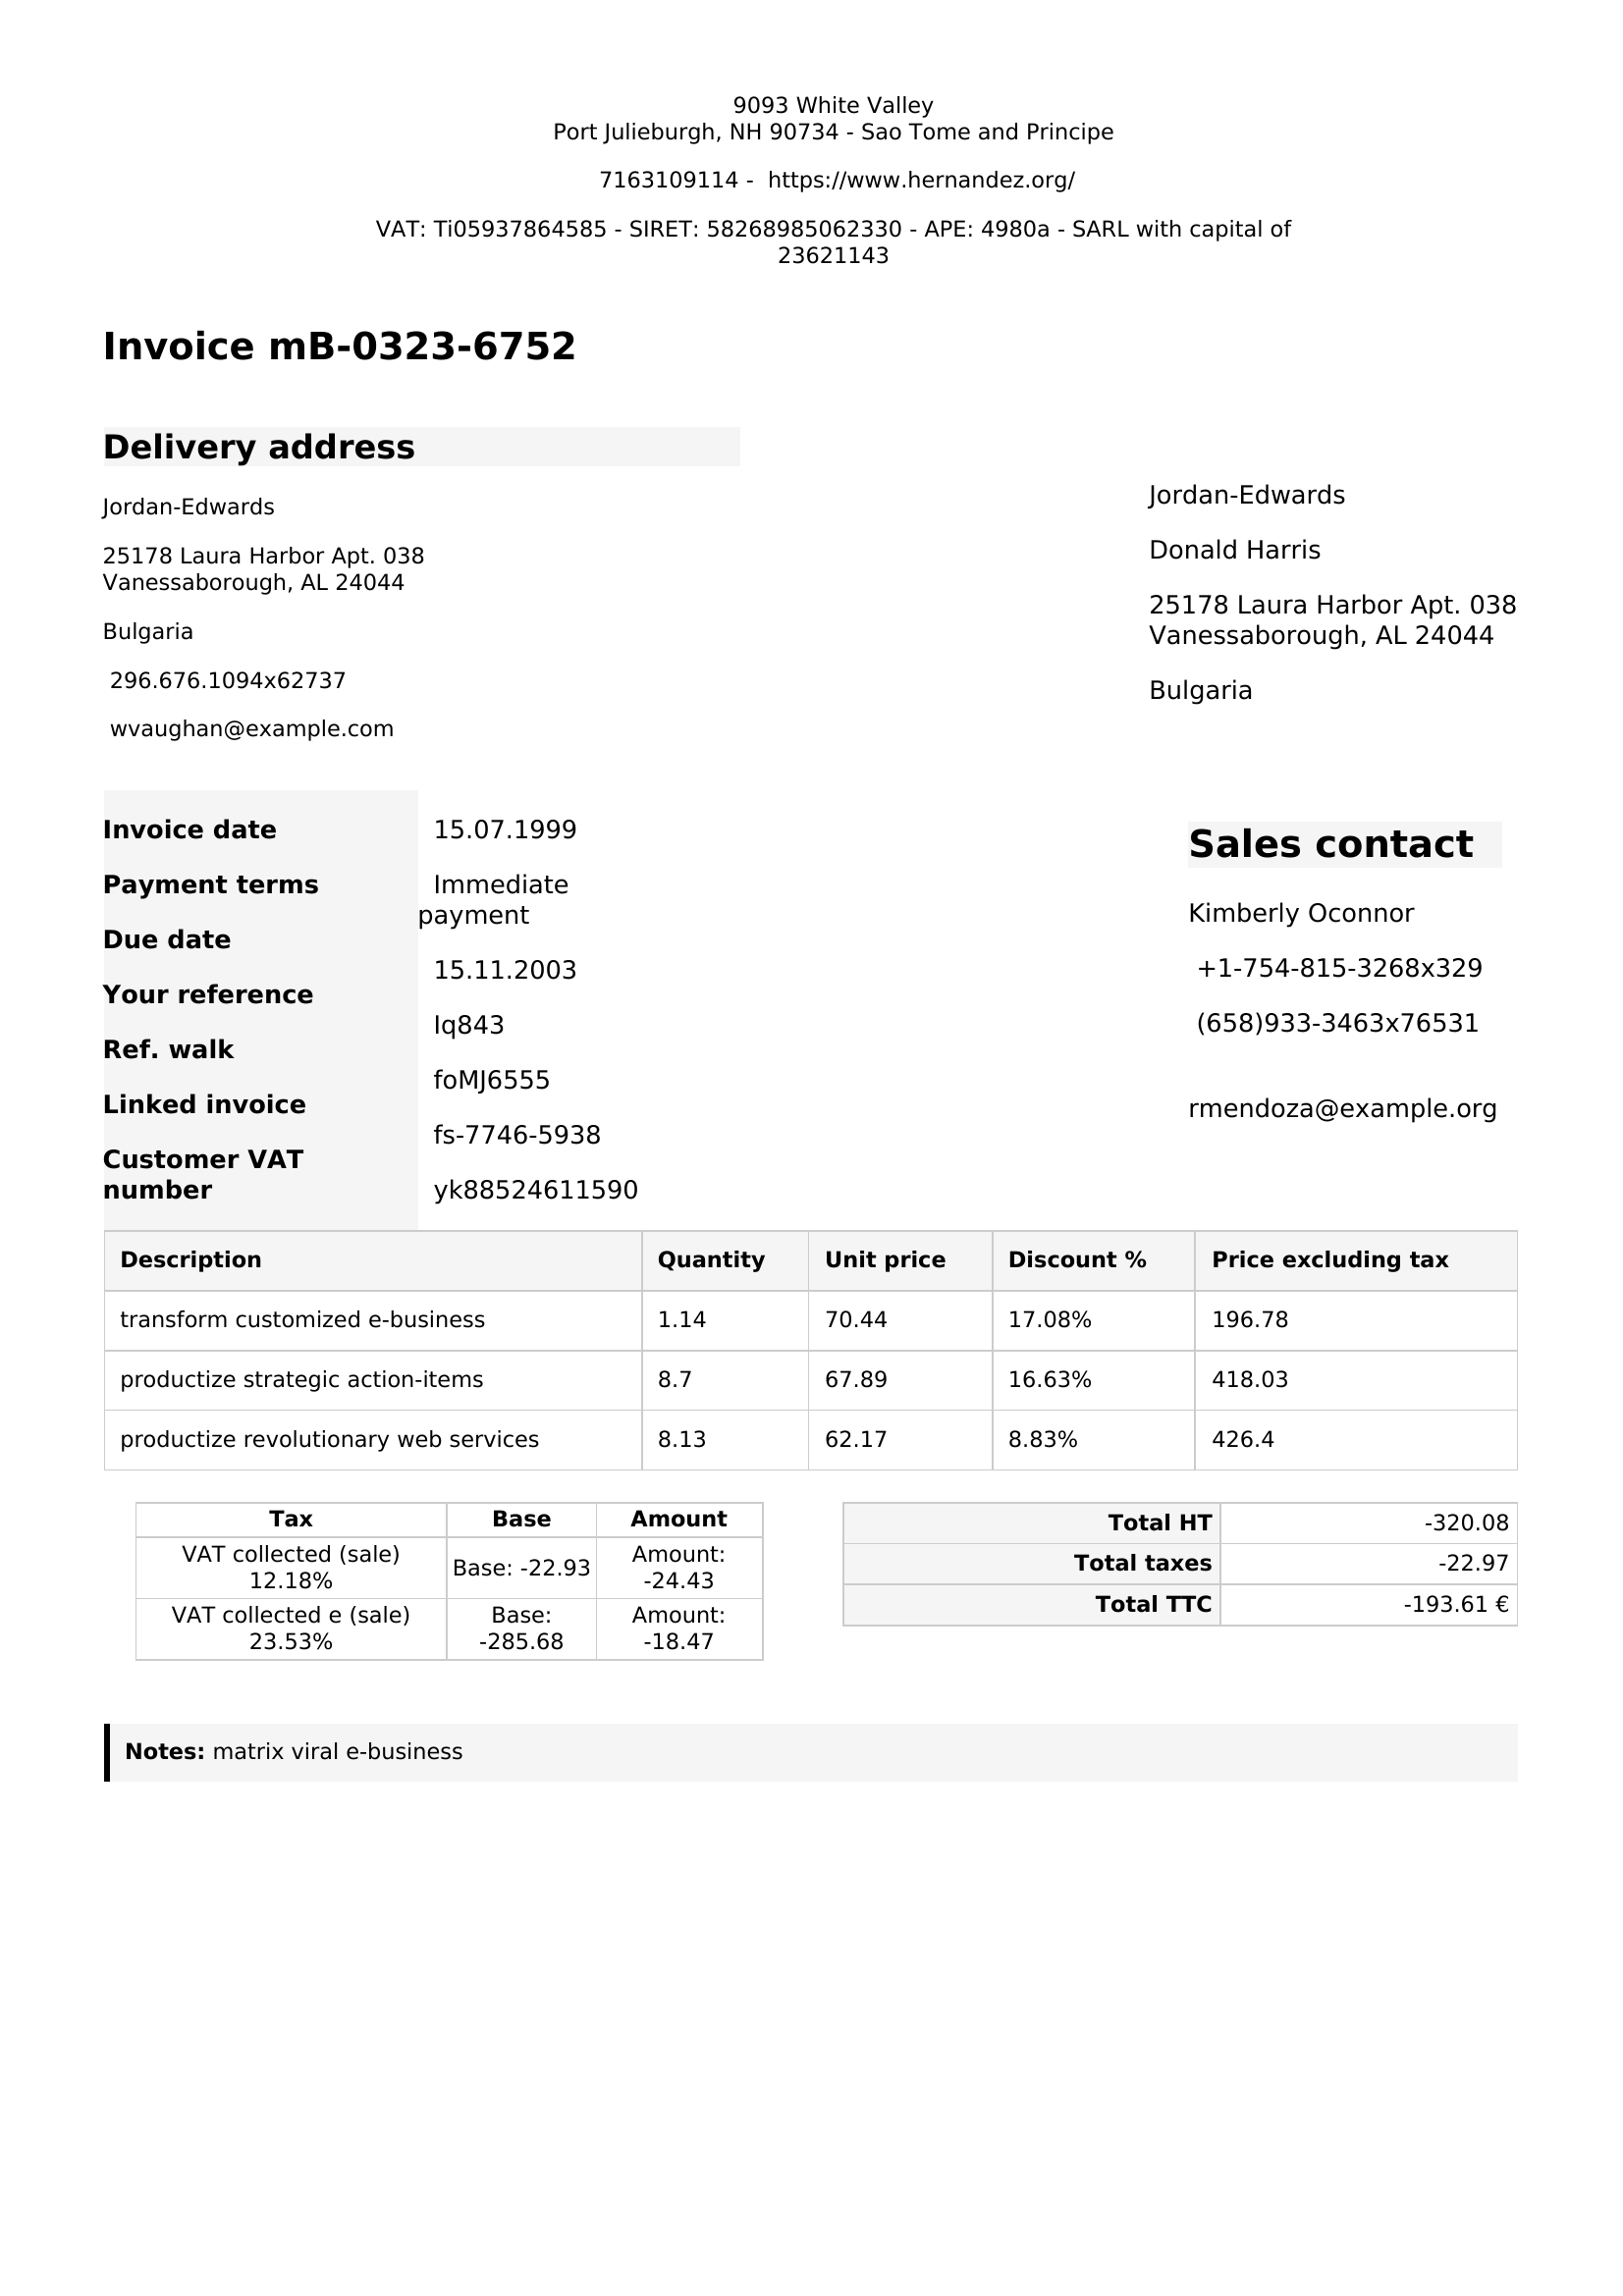 9093 White Valley
Port Julieburgh, NH 90734 - Sao Tome and Principe
7163109114 -  https://www.hernandez.org/
VAT: Ti05937864585 - SIRET: 58268985062330 - APE: 4980a - SARL with capital of
23621143
Invoice mB-0323-6752
Delivery address
Jordan-Edwards
25178 Laura Harbor Apt. 038
Vanessaborough, AL 24044
Bulgaria
296.676.1094x62737
wvaughan@example.com
Jordan-Edwards
Donald Harris
25178 Laura Harbor Apt. 038
Vanessaborough, AL 24044
Bulgaria
Invoice date
Payment terms
Due date
Your reference
Ref. walk
Linked invoice
Customer VAT
number
15.07.1999
Immediate
payment
15.11.2003
Iq843
foMJ6555
fs-7746-5938
yk88524611590
Sales contact
Kimberly Oconnor
+1-754-815-3268x329
(658)933-3463x76531
rmendoza@example.org
Description Quantity Unit price Discount % Price excluding tax
transform customized e-business 1.14 70.44 17.08% 196.78
productize strategic action-items 8.7 67.89 16.63% 418.03
productize revolutionary web services 8.13 62.17 8.83% 426.4
Tax Base Amount
VAT collected (sale)
12.18%
Base: -22.93
Amount:
-24.43
VAT collected e (sale)
23.53%
Base:
-285.68
Amount:
-18.47
Total HT -320.08
Total taxes -22.97
Total TTC -193.61 €
Notes: matrix viral e-business